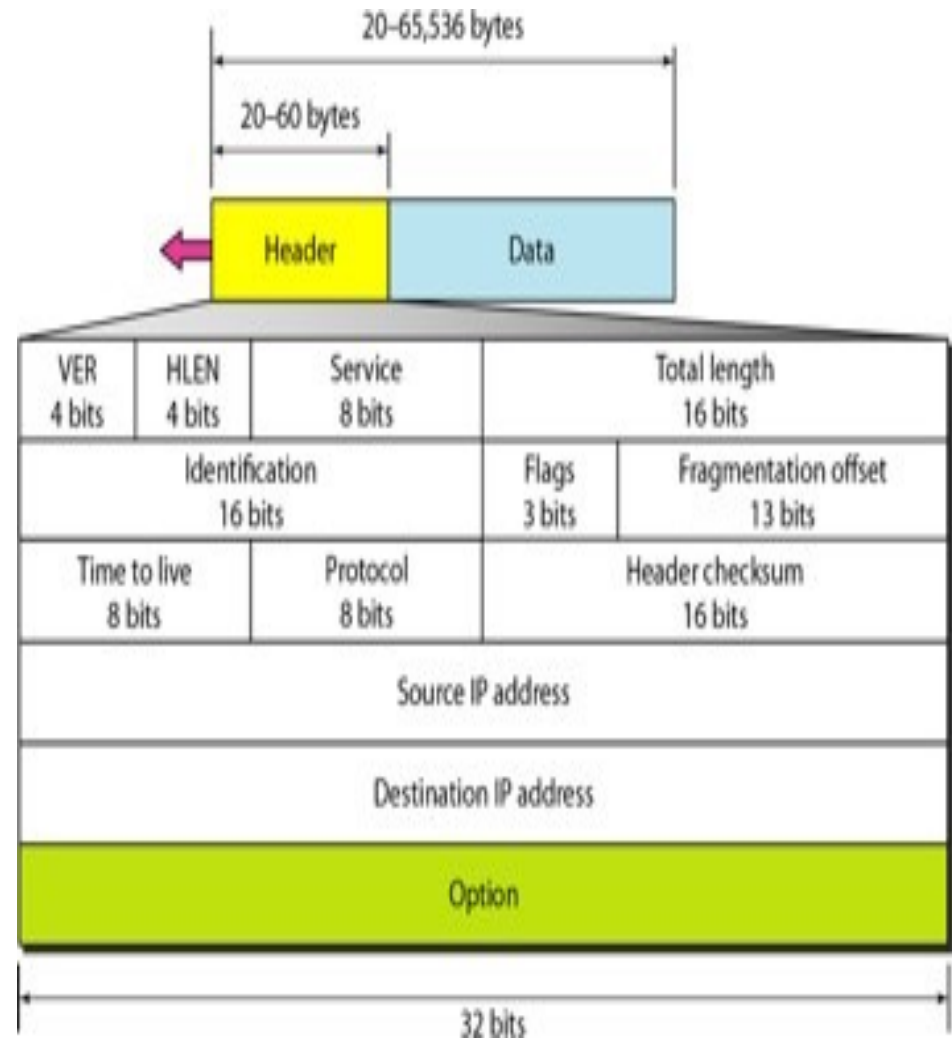 20–65,536 bytes
20–60 bytes
Header
Data
VER
4 bits
HLEN
4 bits
Service
8 bits
Total length
16 bits
Identification
16 bits
Flags
3 bits
Fragmentation offset
13 bits
Time to live
8 bits
Protocol
8 bits
Header checksum
16 bits
Source IP address
Destination IP address
Option
32 bits